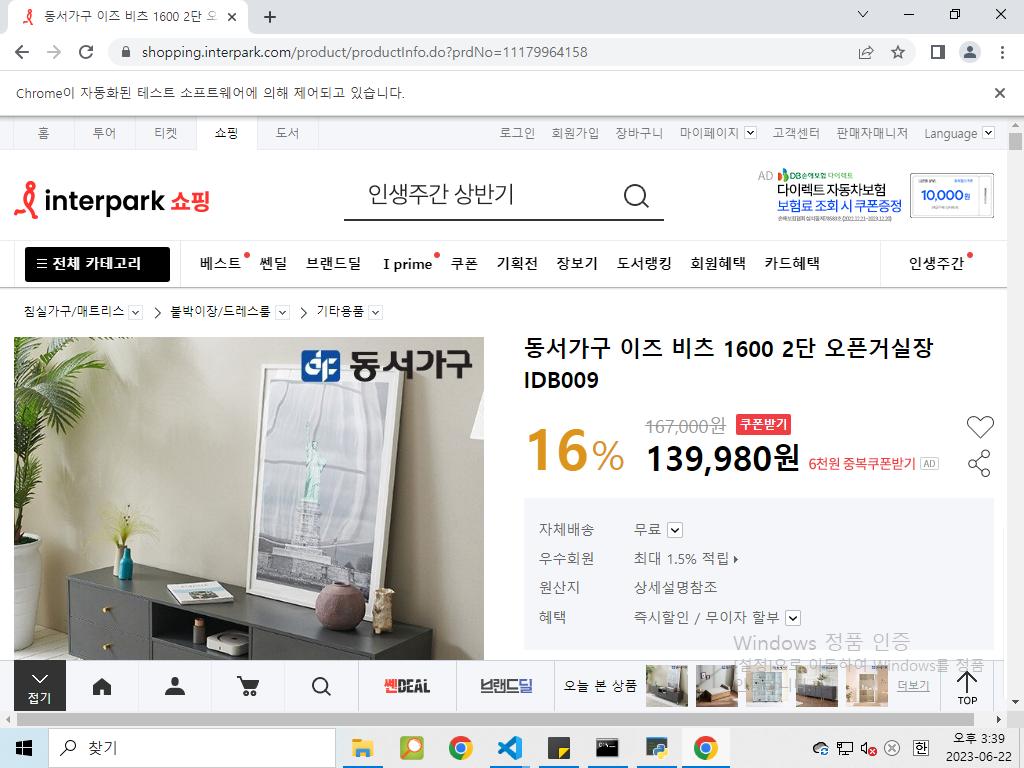 동서가구 이즈 비츠 1600 2단 오
shopping.interpark.com/product/productInfo.do?prdNo=11179964158
Chrome이 자동화된 테스트 소프트웨어에 의해 제어되고 있습니다.
홈 투어 티켓 쇼핑 도서 로그인 회원가입 장바구니 마이페이지 고객센터 판매자매니저 Language
interpark 쇼핑
인생주간 상반기
AD DB손해보험 다이렉트
다이렉트 자동차보험
보험료 조회 시 쿠폰증정
10,000원
전체 카테고리 베스트 쎈딜 브랜드딜 I prime 쿠폰 기획전 장보기 도서랭킹 회원혜택 카드혜택 인생주간
침실가구/매트리스 붙박이장/드레스룸 기타용품
동서가구
동서가구 이즈 비츠 1600 2단 오픈거실장
IDB009
16%
167,000원 쿠폰받기
139,980원 6천원 중복쿠폰받기 AD
자체배송 무료
우수회원 최대 1.5% 적립
원산지 상세설명참조
혜택 즉시할인 / 무이자 할부
Windows 정품 인증
[설정]으로 이동하여 Windows를 정품
접기
쎈DEAL
브랜드딜
오늘 본 상품
더보기
TOP
찾기
한
오후 3:39
2023-06-22